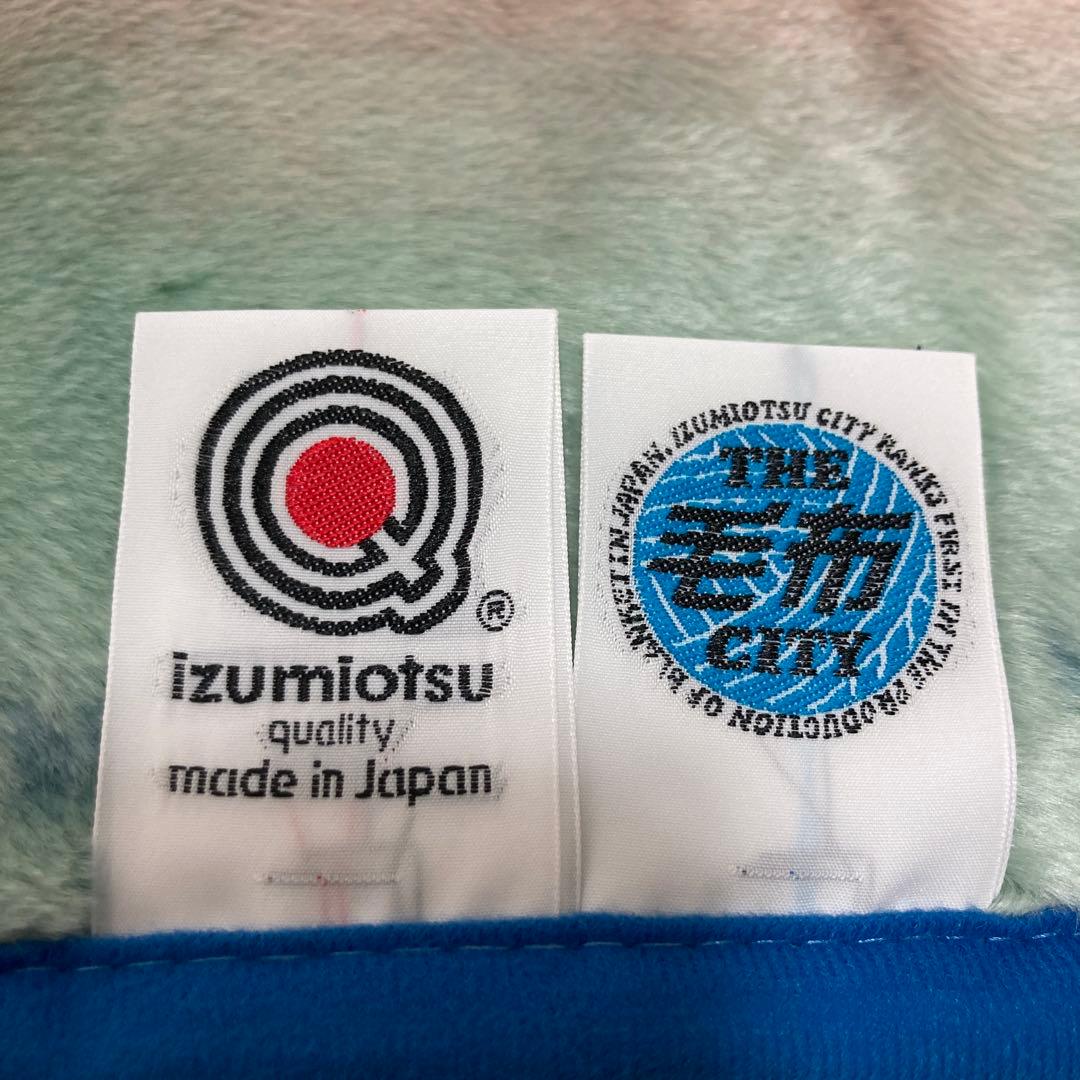 Q
®
izumiotsu
quality
made in Japan
THE
毛布
CITY
IZUMIOTSU CITY RANKS FIRST IN THE PRODUCTION OF BLANKET IN JAPAN.